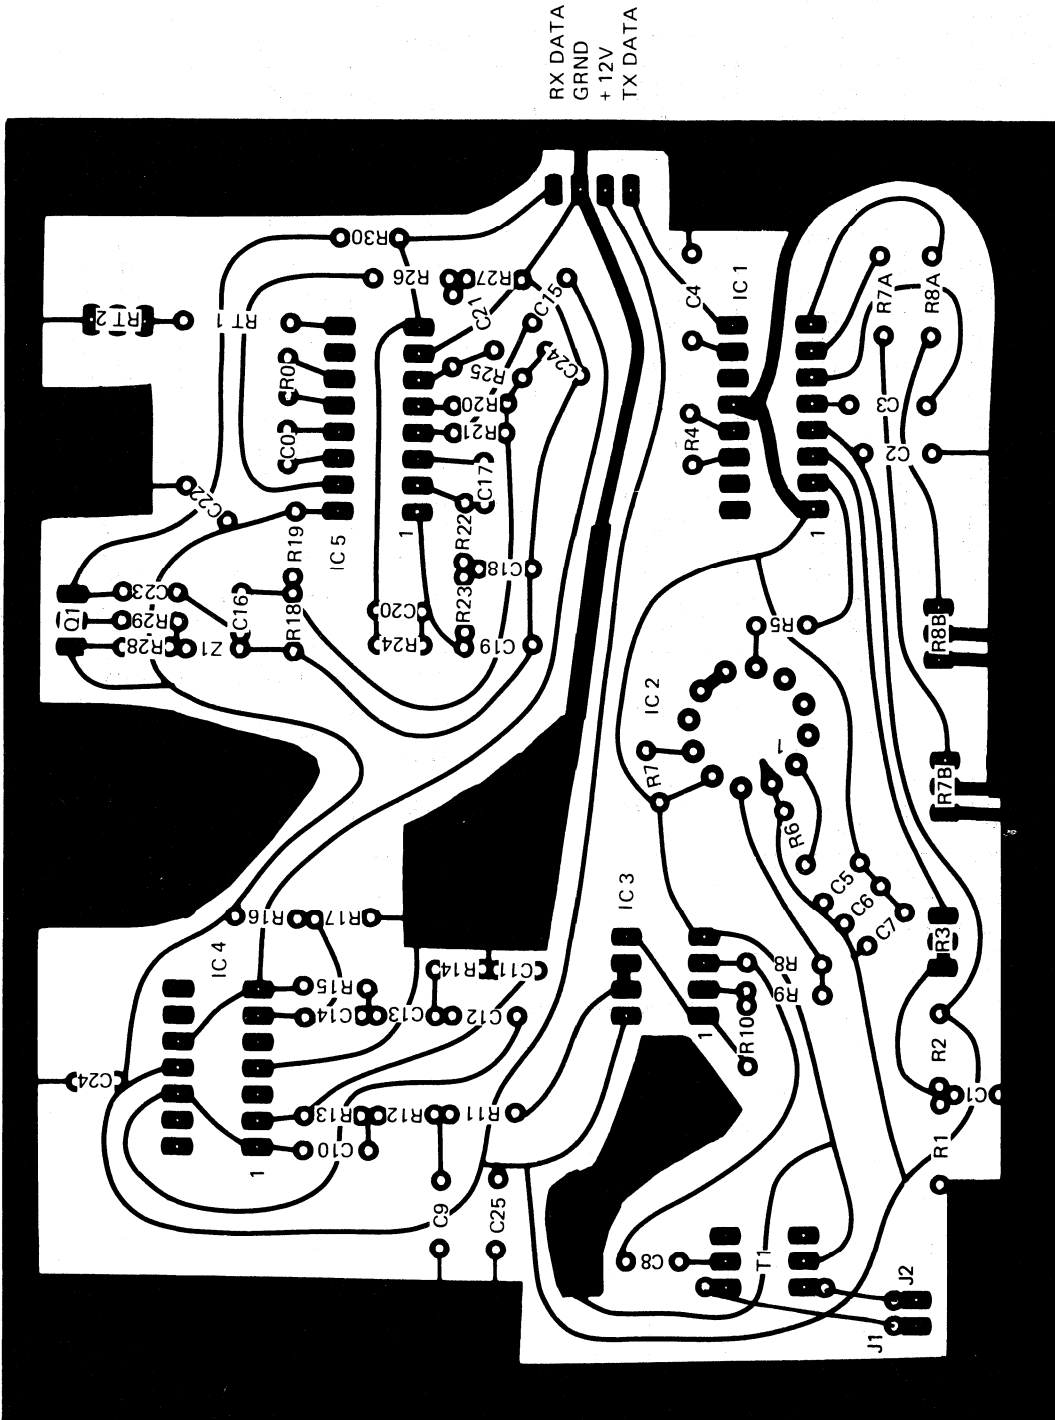 RX DATA
GRND
+ 12V
TX DATA
R30
R26
R27
C21
C15
RT2
RT 1
R0
C0
R25
R20
R21
C24
C17
C22
IC 5
1
R19
R22
C18
R23
C19
C20
R24
Q1
C23
R29
R28
Z1
C16
R18
C4
IC 1
R7A
R8A
R4
C3
C2
1
R5
R8B
IC 2
1
R7
R7B
R6
C5
C6
C7
IC 3
R3
R8
R9
R10
1
R2
C1
R1
R16
R17
IC 4
R15
C14
C13
R14
C11
C12
C24
R13
R12
R11
C10
1
C9
C25
C8
T1
J2
J1